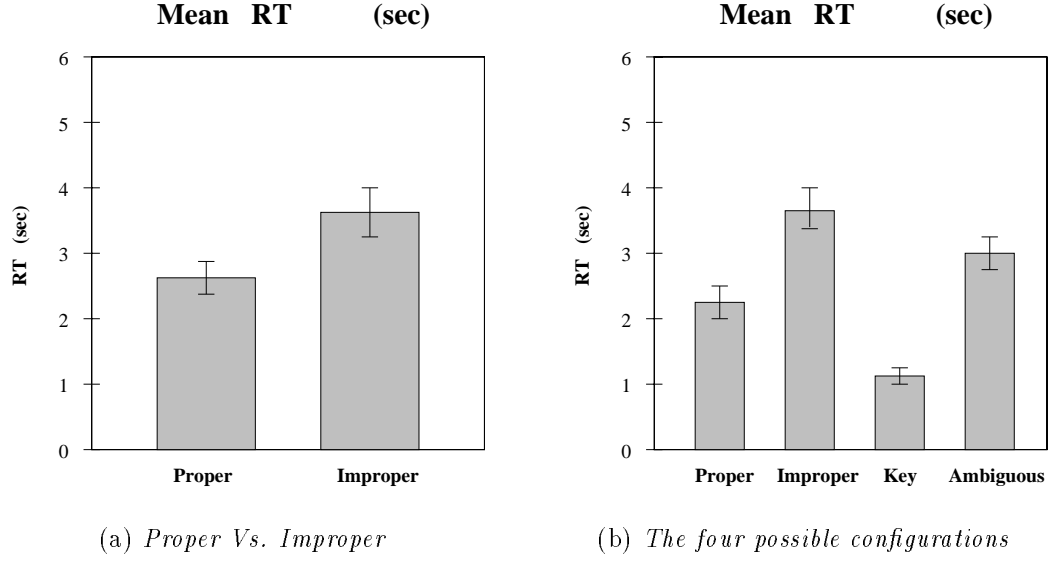 Mean RT (sec)
6
5
4
3
2
1
0
RT (sec)
Proper Improper
(a) Proper Vs. Improper
Mean RT (sec)
6
5
4
3
2
1
0
RT (sec)
Proper Improper Key Ambiguous
(b) The four possible configurations